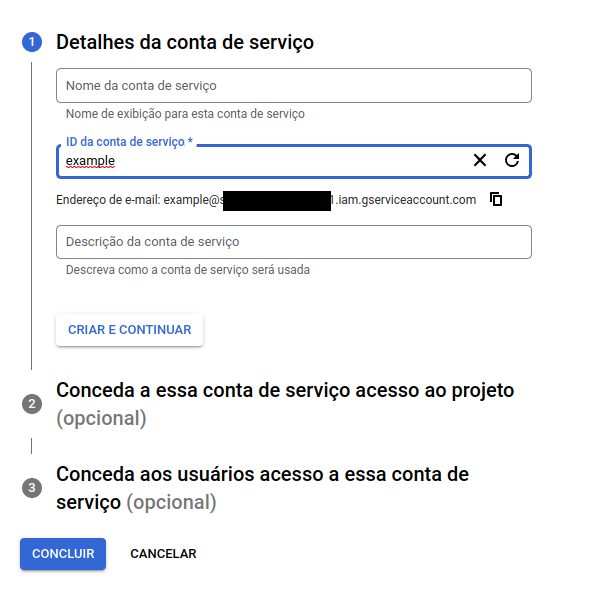 1 Detalhes da conta de serviço
Nome da conta de serviço
Nome de exibição para esta conta de serviço
ID da conta de serviço *
example
Endereço de e-mail: example@s 1.iam.gserviceaccount.com
Descrição da conta de serviço
Descreva como a conta de serviço será usada
CRIAR E CONTINUAR
2 Conceda a essa conta de serviço acesso ao projeto
(opcional)
3 Conceda aos usuários acesso a essa conta de
serviço (opcional)
CONCLUIR CANCELAR